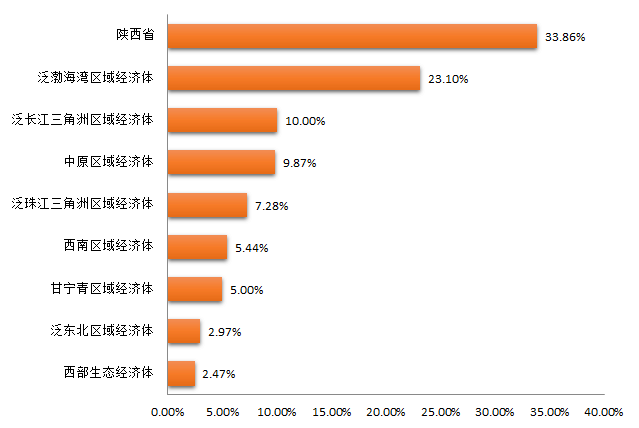 陕西省
33.86%
泛渤海湾区域经济体
23.10%
泛长江三角洲区域经济体
10.00%
中原区域经济体
9.87%
泛珠江三角洲区域经济体
7.28%
西南区域经济体
5.44%
甘宁青区域经济体
5.00%
泛东北区域经济体
2.97%
西部生态经济体
2.47%
0.00% 5.00% 10.00% 15.00% 20.00% 25.00% 30.00% 35.00% 40.00%